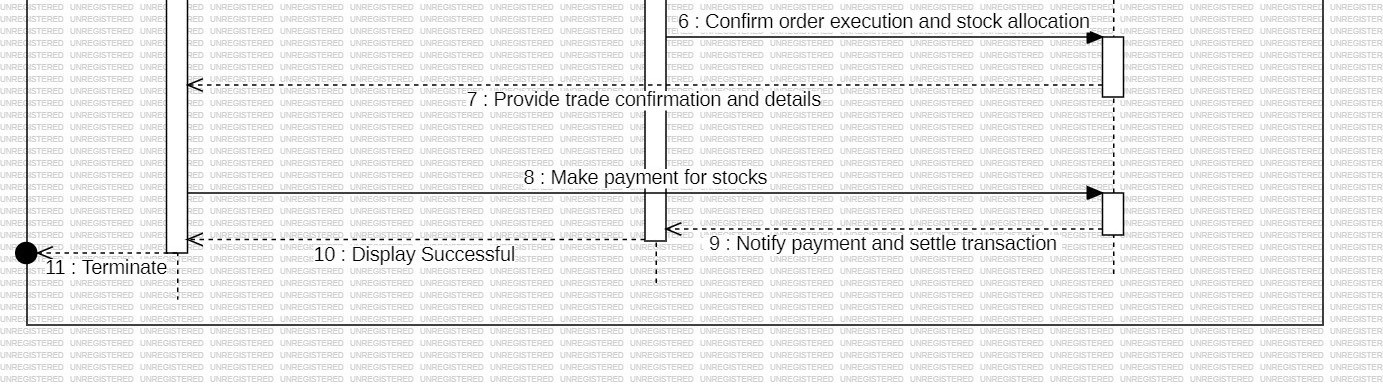 6 : Confirm order execution and stock allocation
7 : Provide trade confirmation and details
8 : Make payment for stocks
9 : Notify payment and settle transaction
10 : Display Successful
11 : Terminate
UNREGISTERED